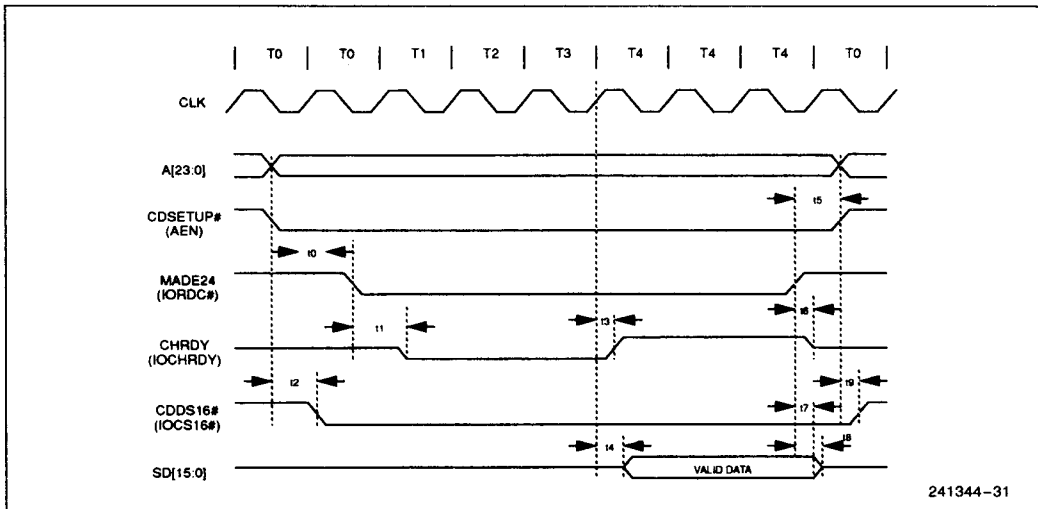 T0 T0 T1 T2 T3 T4 T4 T4 T0
CLK
A[23:0]
t5
CDSETUP#
(AEN)
t0
MADE24
(IORDC#)
t1 t3 t6
CHRDY
(IOCHRDY)
t2 t9
CDDS16#
(IOCS16#)
t7
t4 t8
SD[15:0]
VALID DATA
241344-31